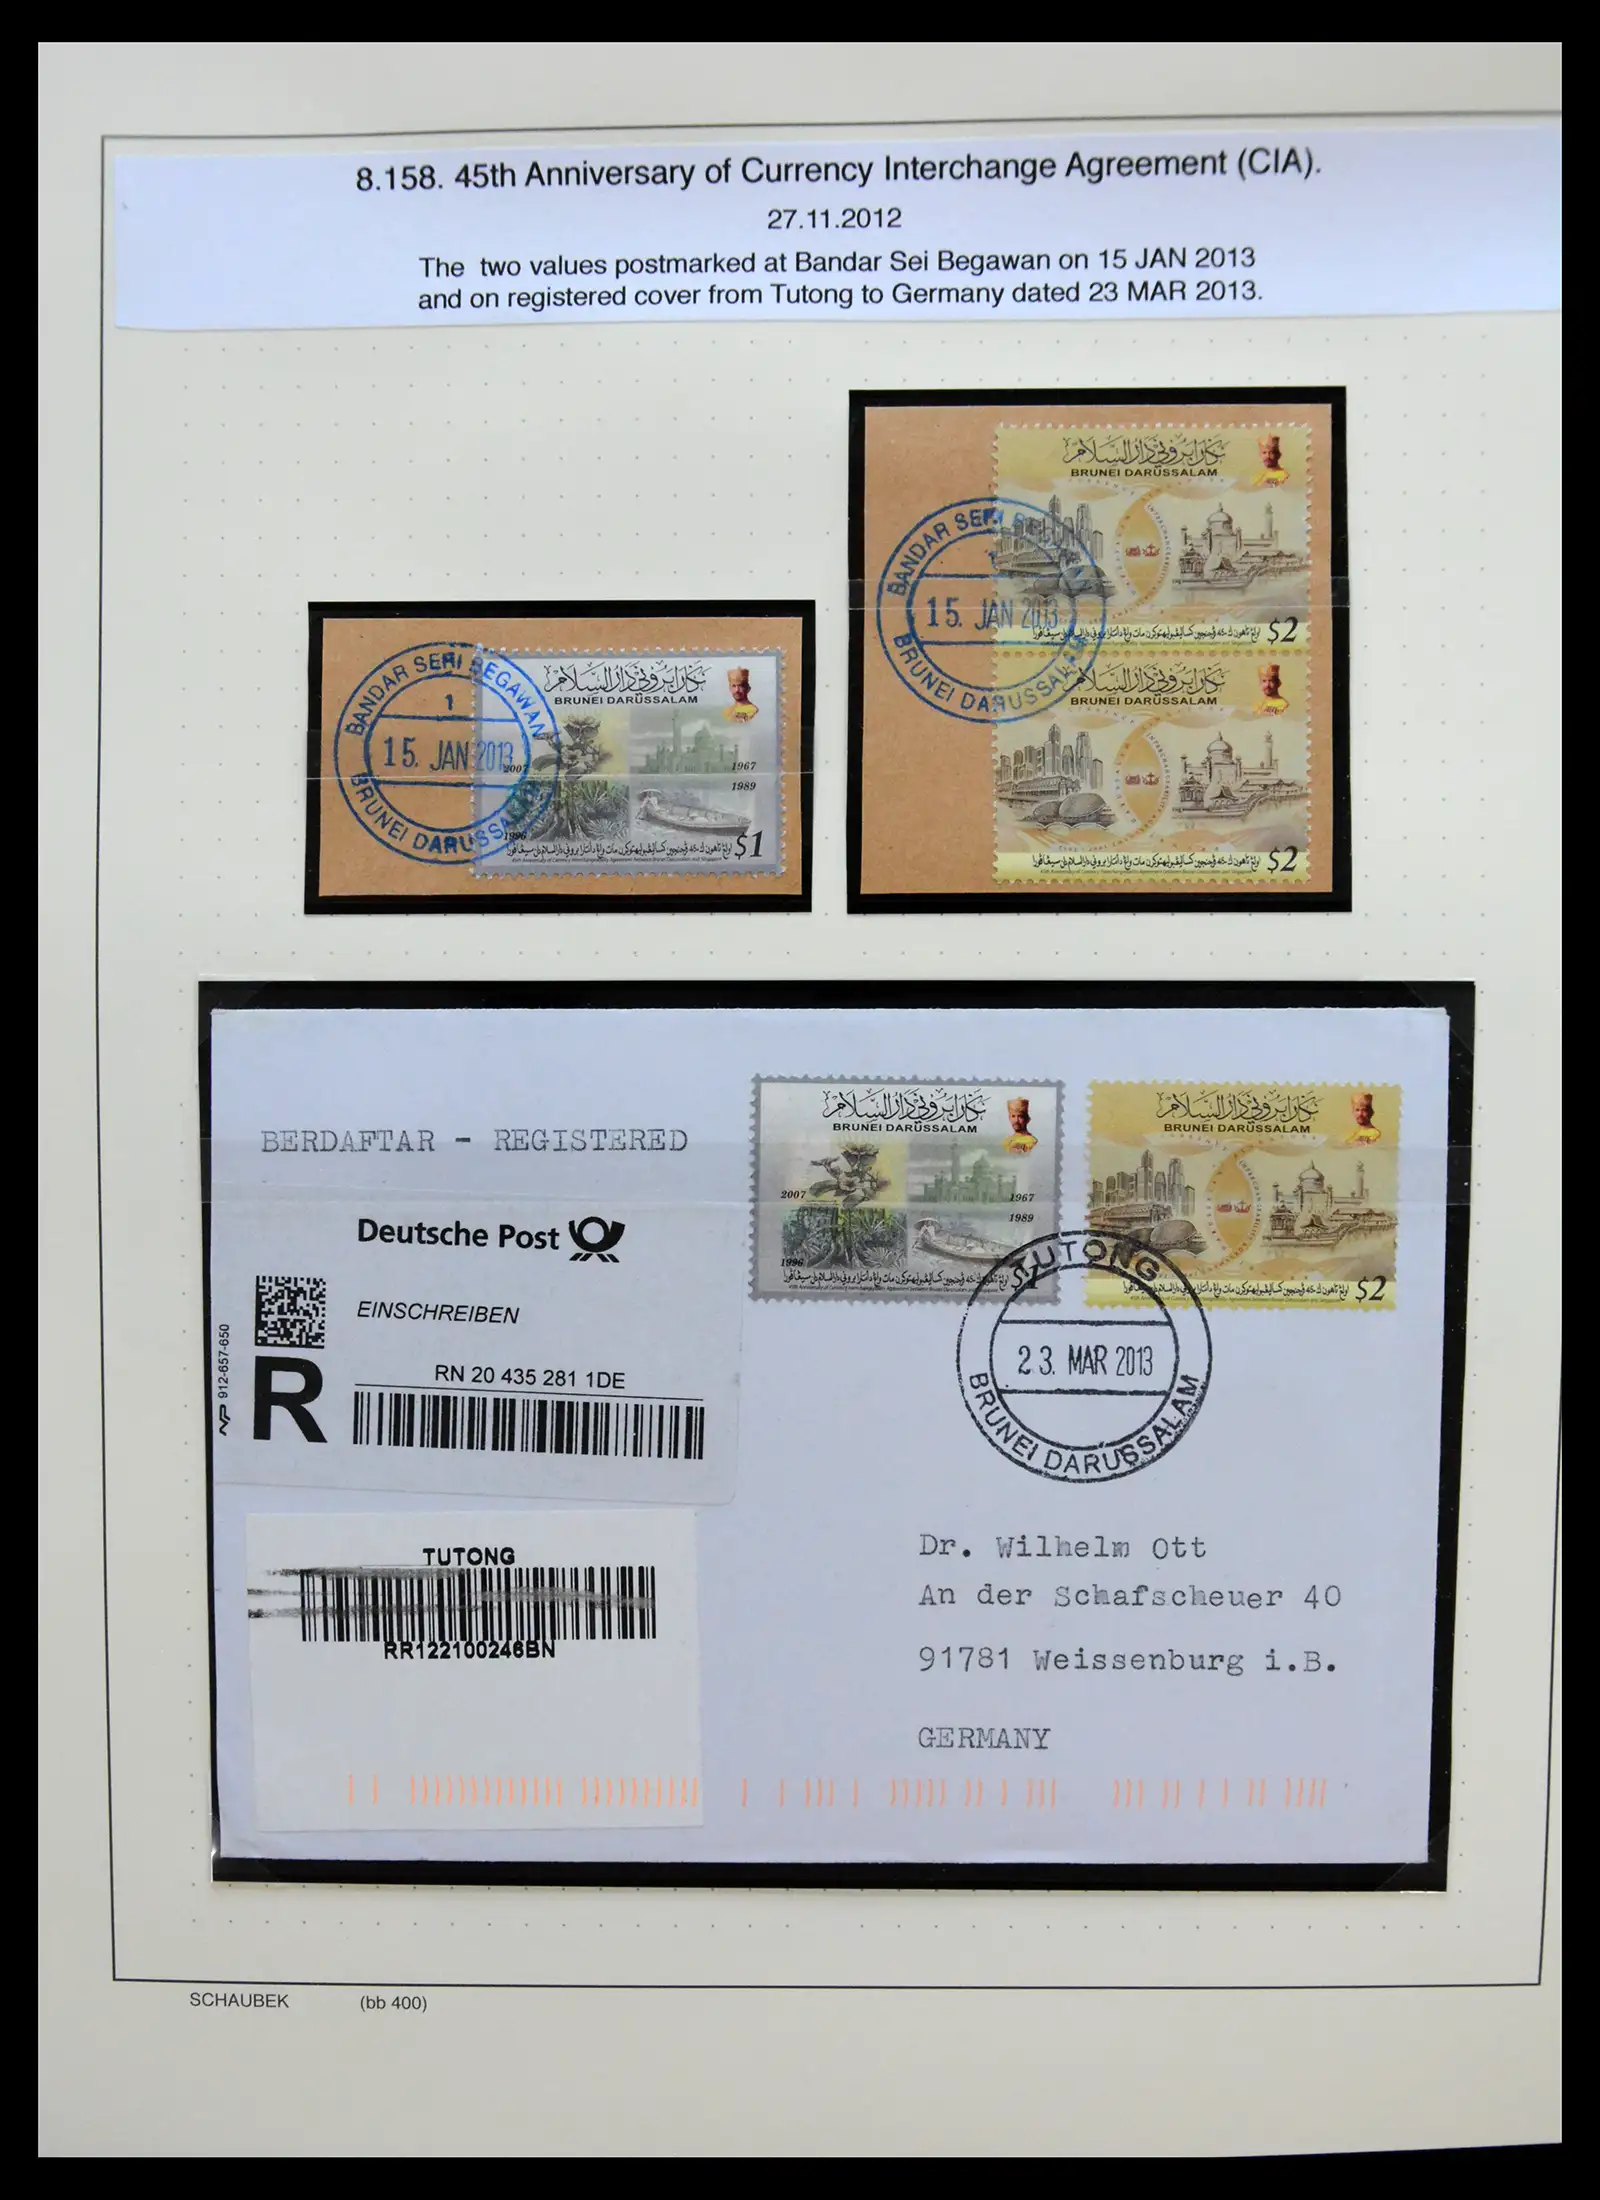 8.158. 45th Anniversary of Currency Interchange Agreement (CIA).
27.11.2012
The two values postmarked at Bandar Sei Begawan on 15 JAN 2013
and on registered cover from Tutong to Germany dated 23 MAR 2013.
BANDAR SERI BEGAWAN
1
15. JAN 2013
BRUNEI DARUSSALAM
BRUNEI DARUSSALAM
2007
1967
1989
1996
$1
BANDAR SERI
1
15. JAN 2013
BRUNEI DARUSSALAM
BRUNEI DARUSSALAM
$2
BRUNEI DARUSSALAM
$2
BERDAFTAR - REGISTERED
Deutsche Post
EINSCHREIBEN
RN 20 435 281 1DE
R
912-657-650
BRUNEI DARUSSALAM
2007
1967
1989
1996
BRUNEI DARUSSALAM
$2
TUTONG
23. MAR 2013
BRUNEI DARUSSALAM
TUTONG
RR122100246BN
Dr. Wilhelm Ott
An der Schafscheuer 40
91781 Weissenburg i.B.
GERMANY
SCHAUBEK (bb 400)